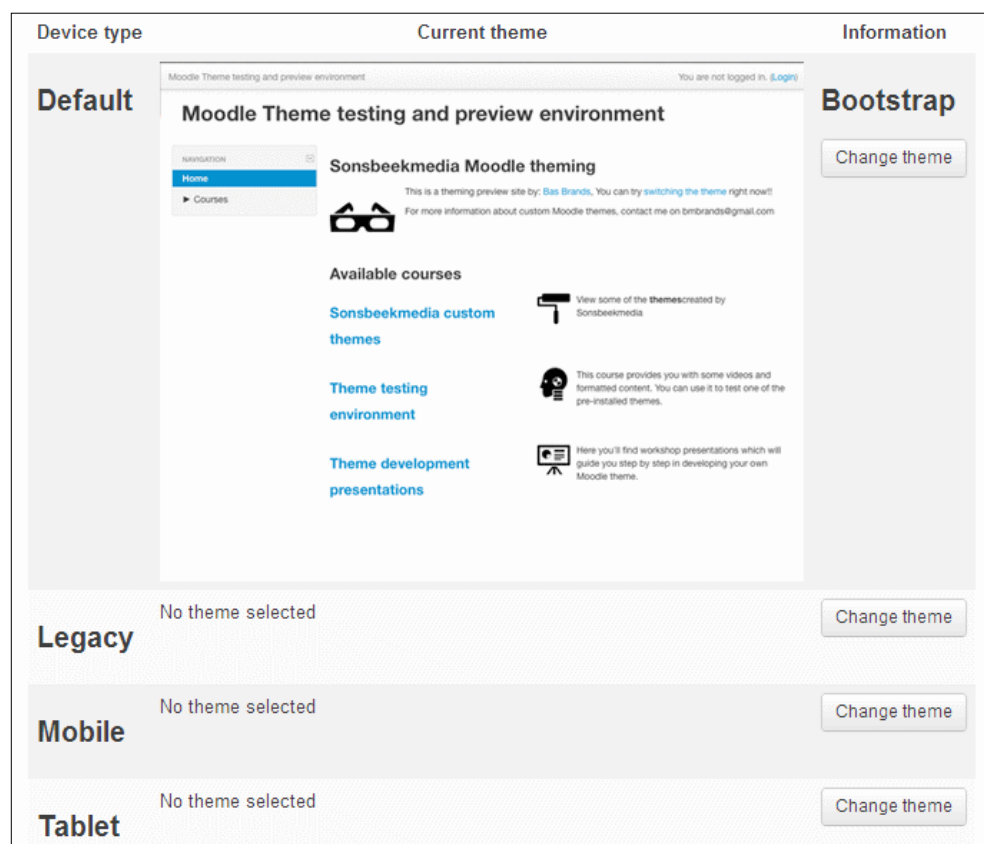 Device type Current theme Information
Default
Moodle Theme testing and preview environment You are not logged in. (Login)
Moodle Theme testing and preview environment
NAVIGATION
Home
► Courses
Sonsbeekmedia Moodle theming
This is a theming preview site by: Bas Brands, You can try switching the theme right now!!
For more information about custom Moodle themes, contact me on bmbrands@gmail.com
Available courses
Sonsbeekmedia custom
themes
View some of the themescreated by
Sonsbeekmedia
Theme testing
environment
This course provides you with some videos and
formatted content. You can use it to test one of the
pre-installed themes.
Theme development
presentations
Here you'll find workshop presentations which will
guide you step by step in developing your own
Moodle theme.
Bootstrap
Change theme
Legacy
No theme selected
Change theme
Mobile
No theme selected
Change theme
Tablet
No theme selected
Change theme